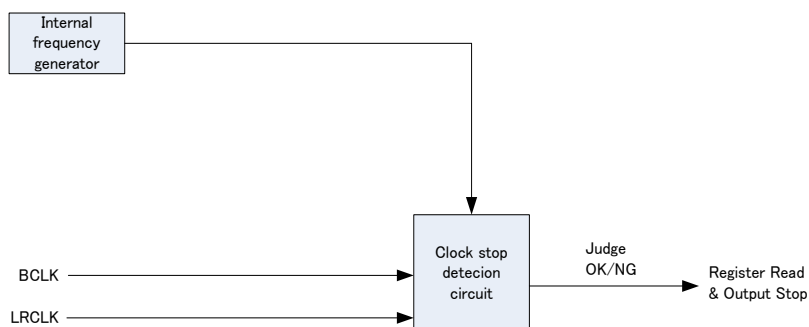 Internal
frequency
generator
Clock stop
detecion
circuit
Judge
OK/NG
Register Read
& Output Stop
BCLK
LRCLK